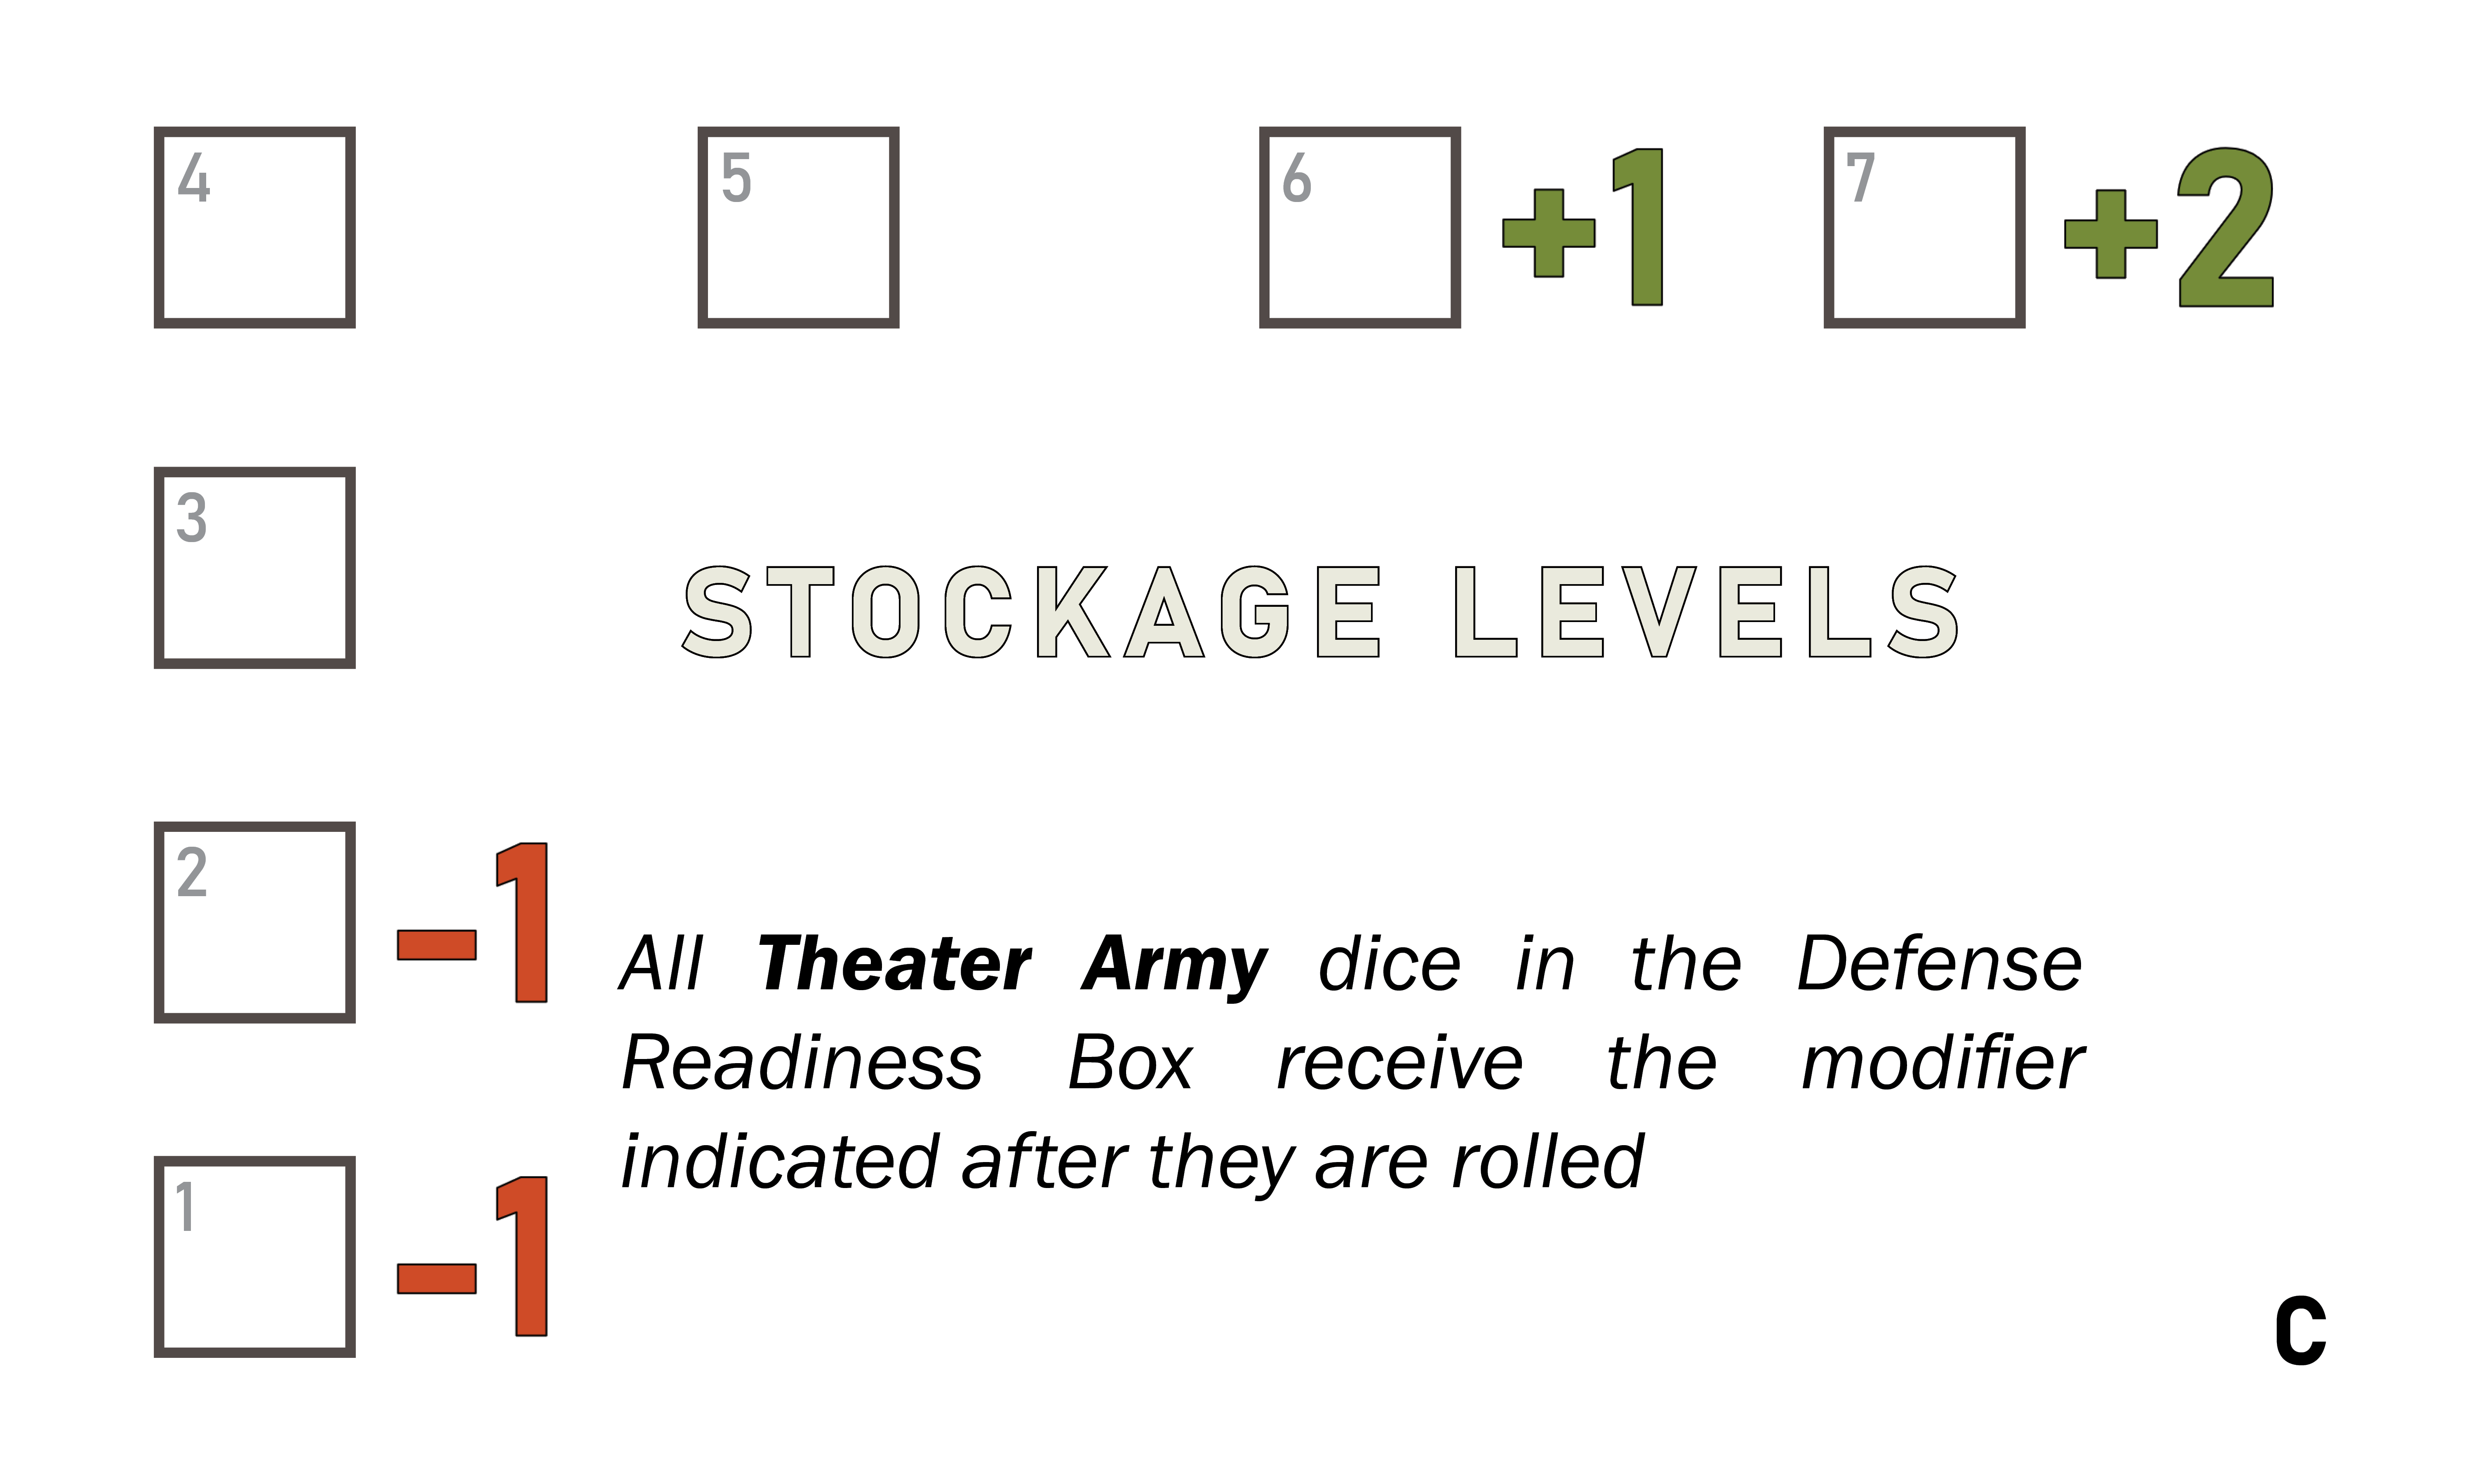 4 5 6 +1 7 +2
3
STOCKAGE LEVELS
2 -1
All Theater Army dice in the Defense
Readiness Box receive the modifier
indicated after they are rolled
1 -1
C